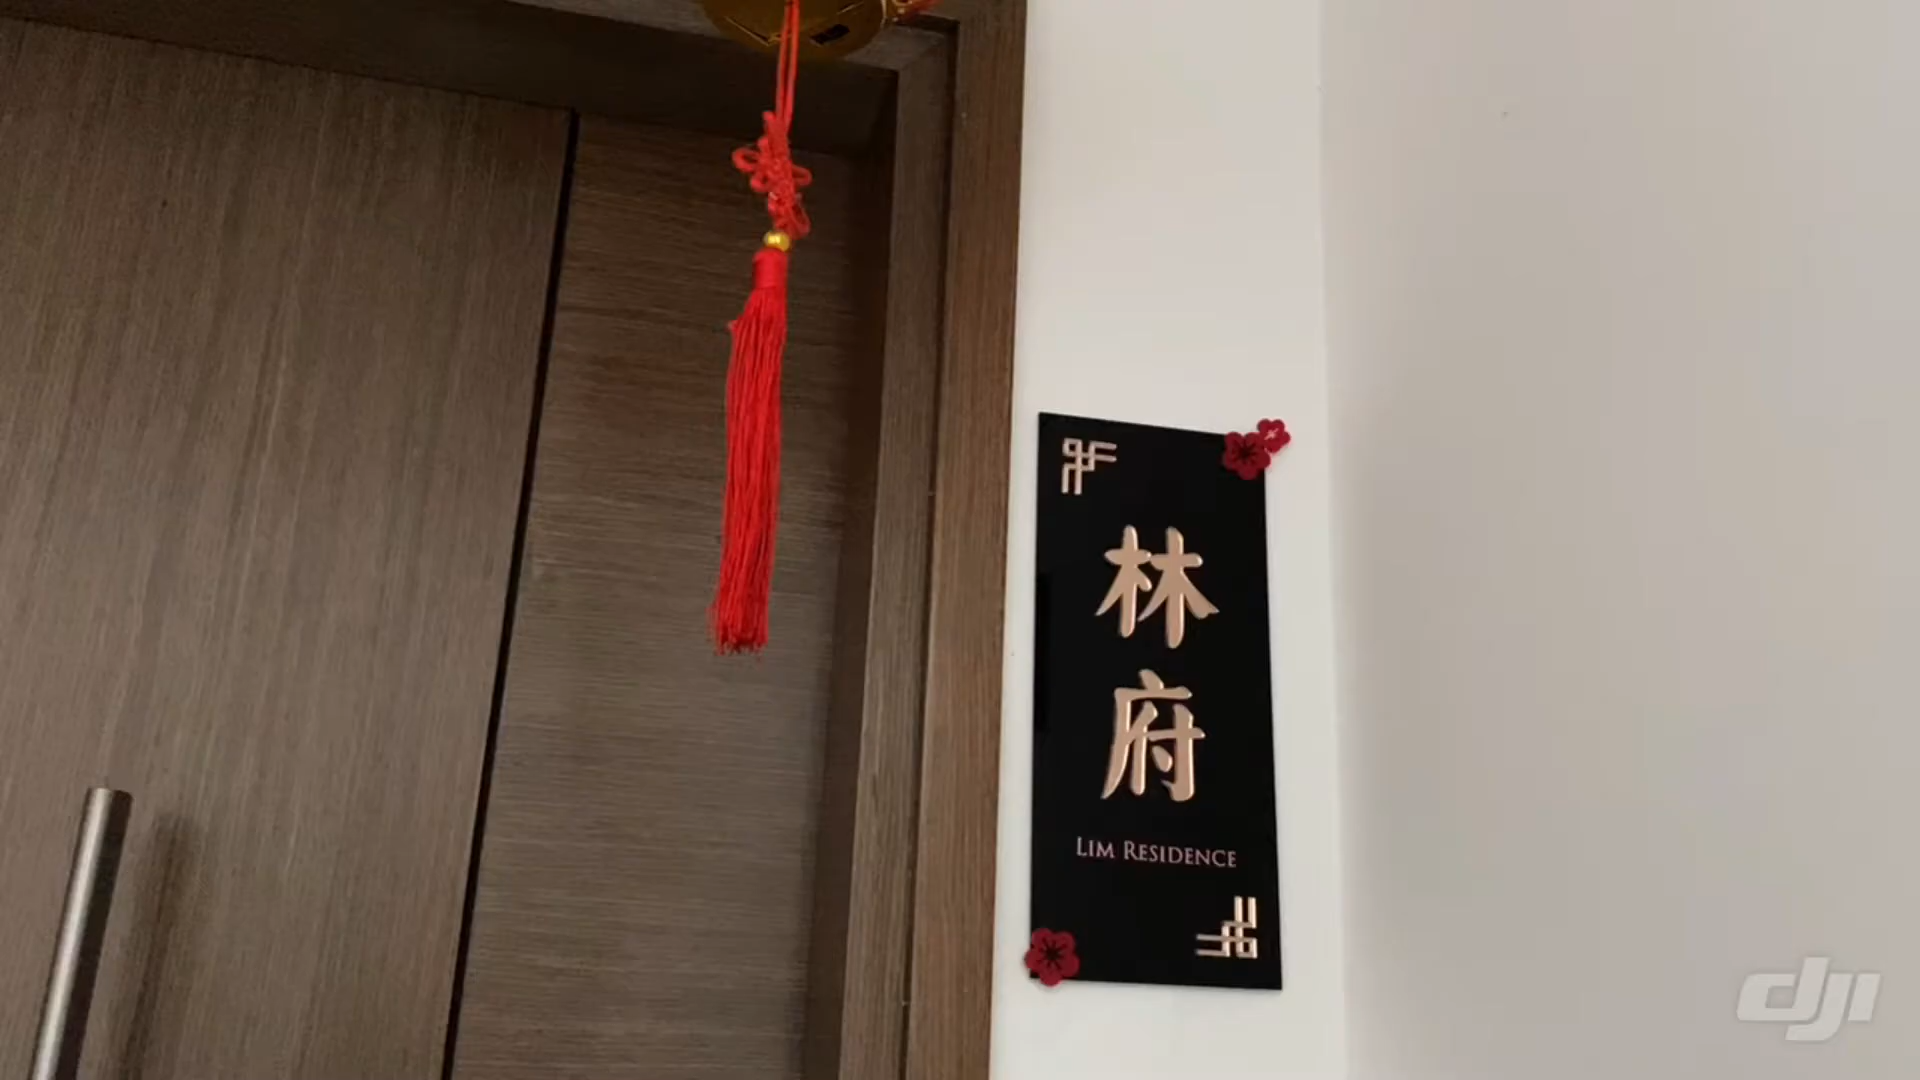 林
府
LIM RESIDENCE
dji